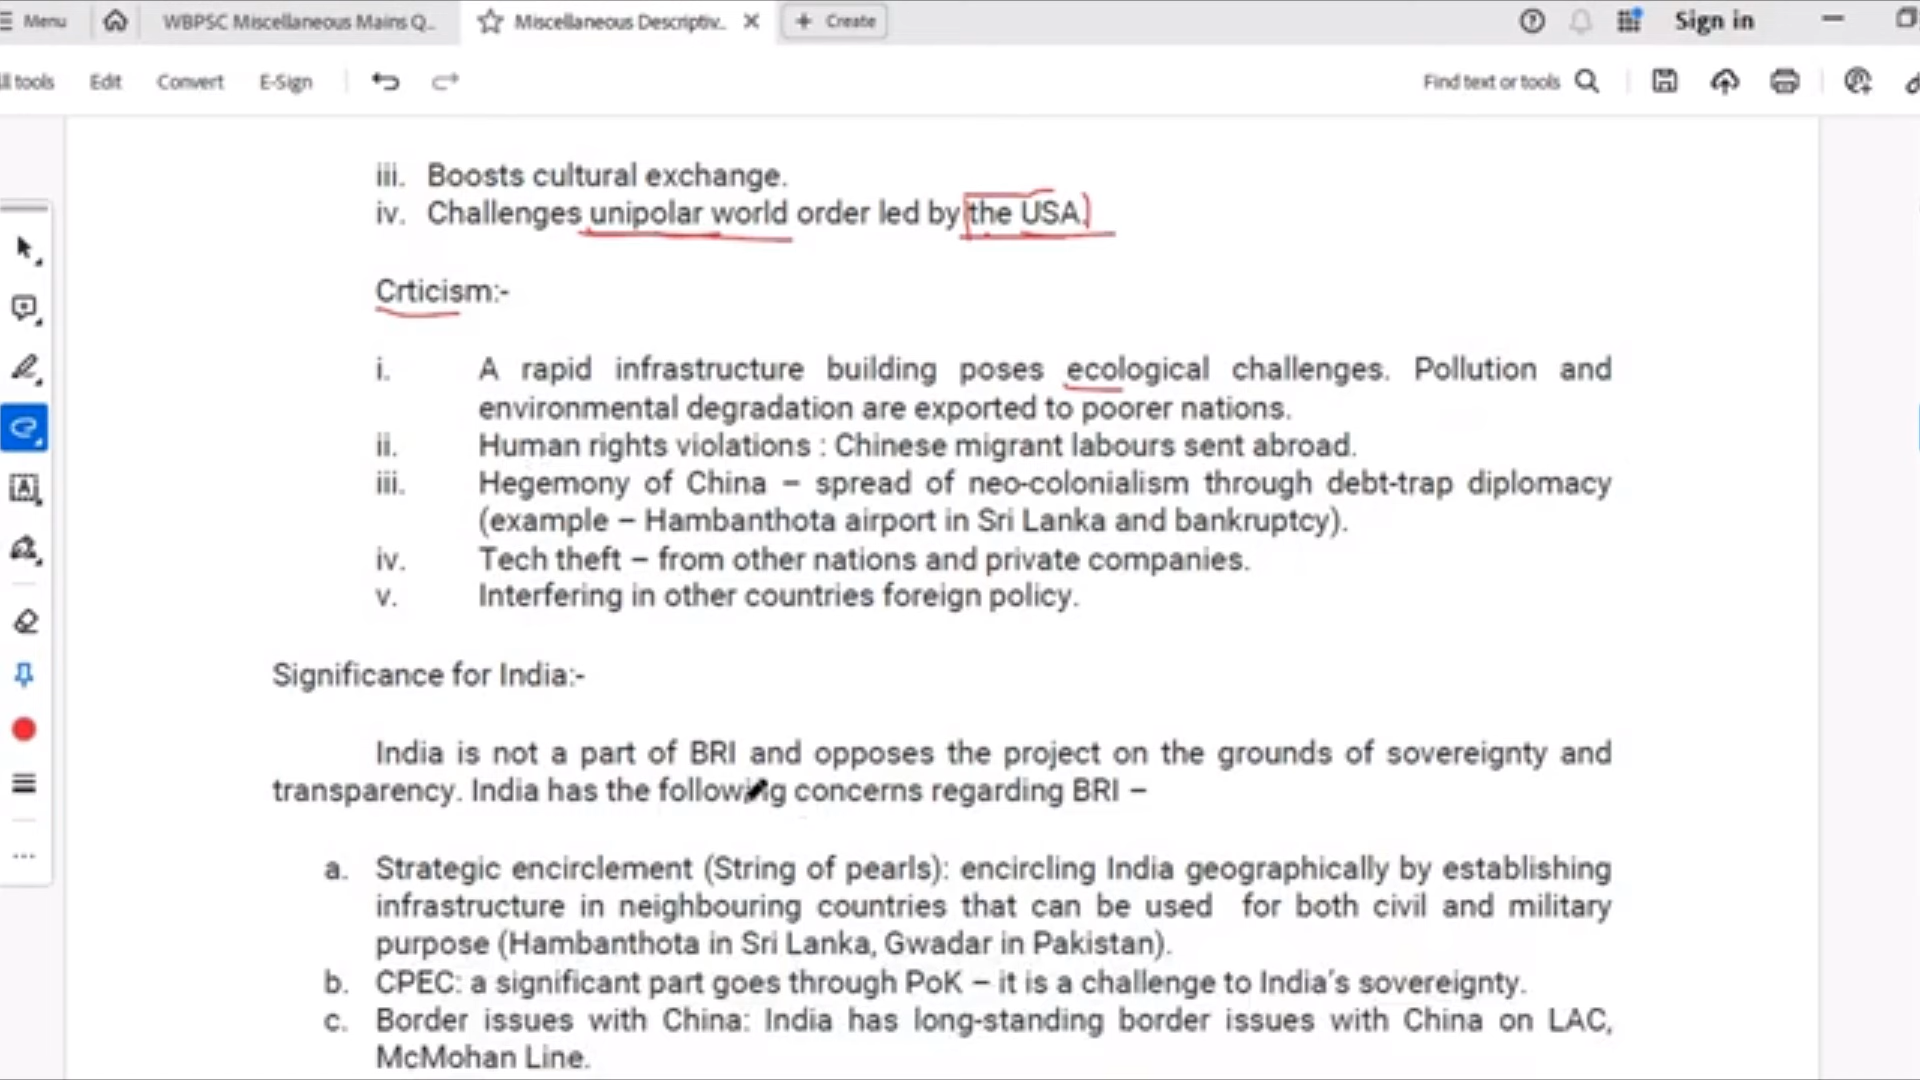 Menu
WBPSC Miscellaneous Mains Q...
Miscellaneous Descriptiv...
Create
Sign in
ll tools
Edit
Convert
E-Sign
Find text or tools
iii. Boosts cultural exchange.
iv. Challenges unipolar world order led by the USA.
Crticism:-
i. A rapid infrastructure building poses ecological challenges. Pollution and
environmental degradation are exported to poorer nations.
ii. Human rights violations : Chinese migrant labours sent abroad.
iii. Hegemony of China – spread of neo-colonialism through debt-trap diplomacy
(example – Hambanthota airport in Sri Lanka and bankruptcy).
iv. Tech theft – from other nations and private companies.
v. Interfering in other countries foreign policy.
Significance for India:-
India is not a part of BRI and opposes the project on the grounds of sovereignty and
transparency. India has the following concerns regarding BRI –
a. Strategic encirclement (String of pearls): encircling India geographically by establishing
infrastructure in neighbouring countries that can be used for both civil and military
purpose (Hambanthota in Sri Lanka, Gwadar in Pakistan).
b. CPEC: a significant part goes through PoK – it is a challenge to India's sovereignty.
c. Border issues with China: India has long-standing border issues with China on LAC,
McMohan Line.